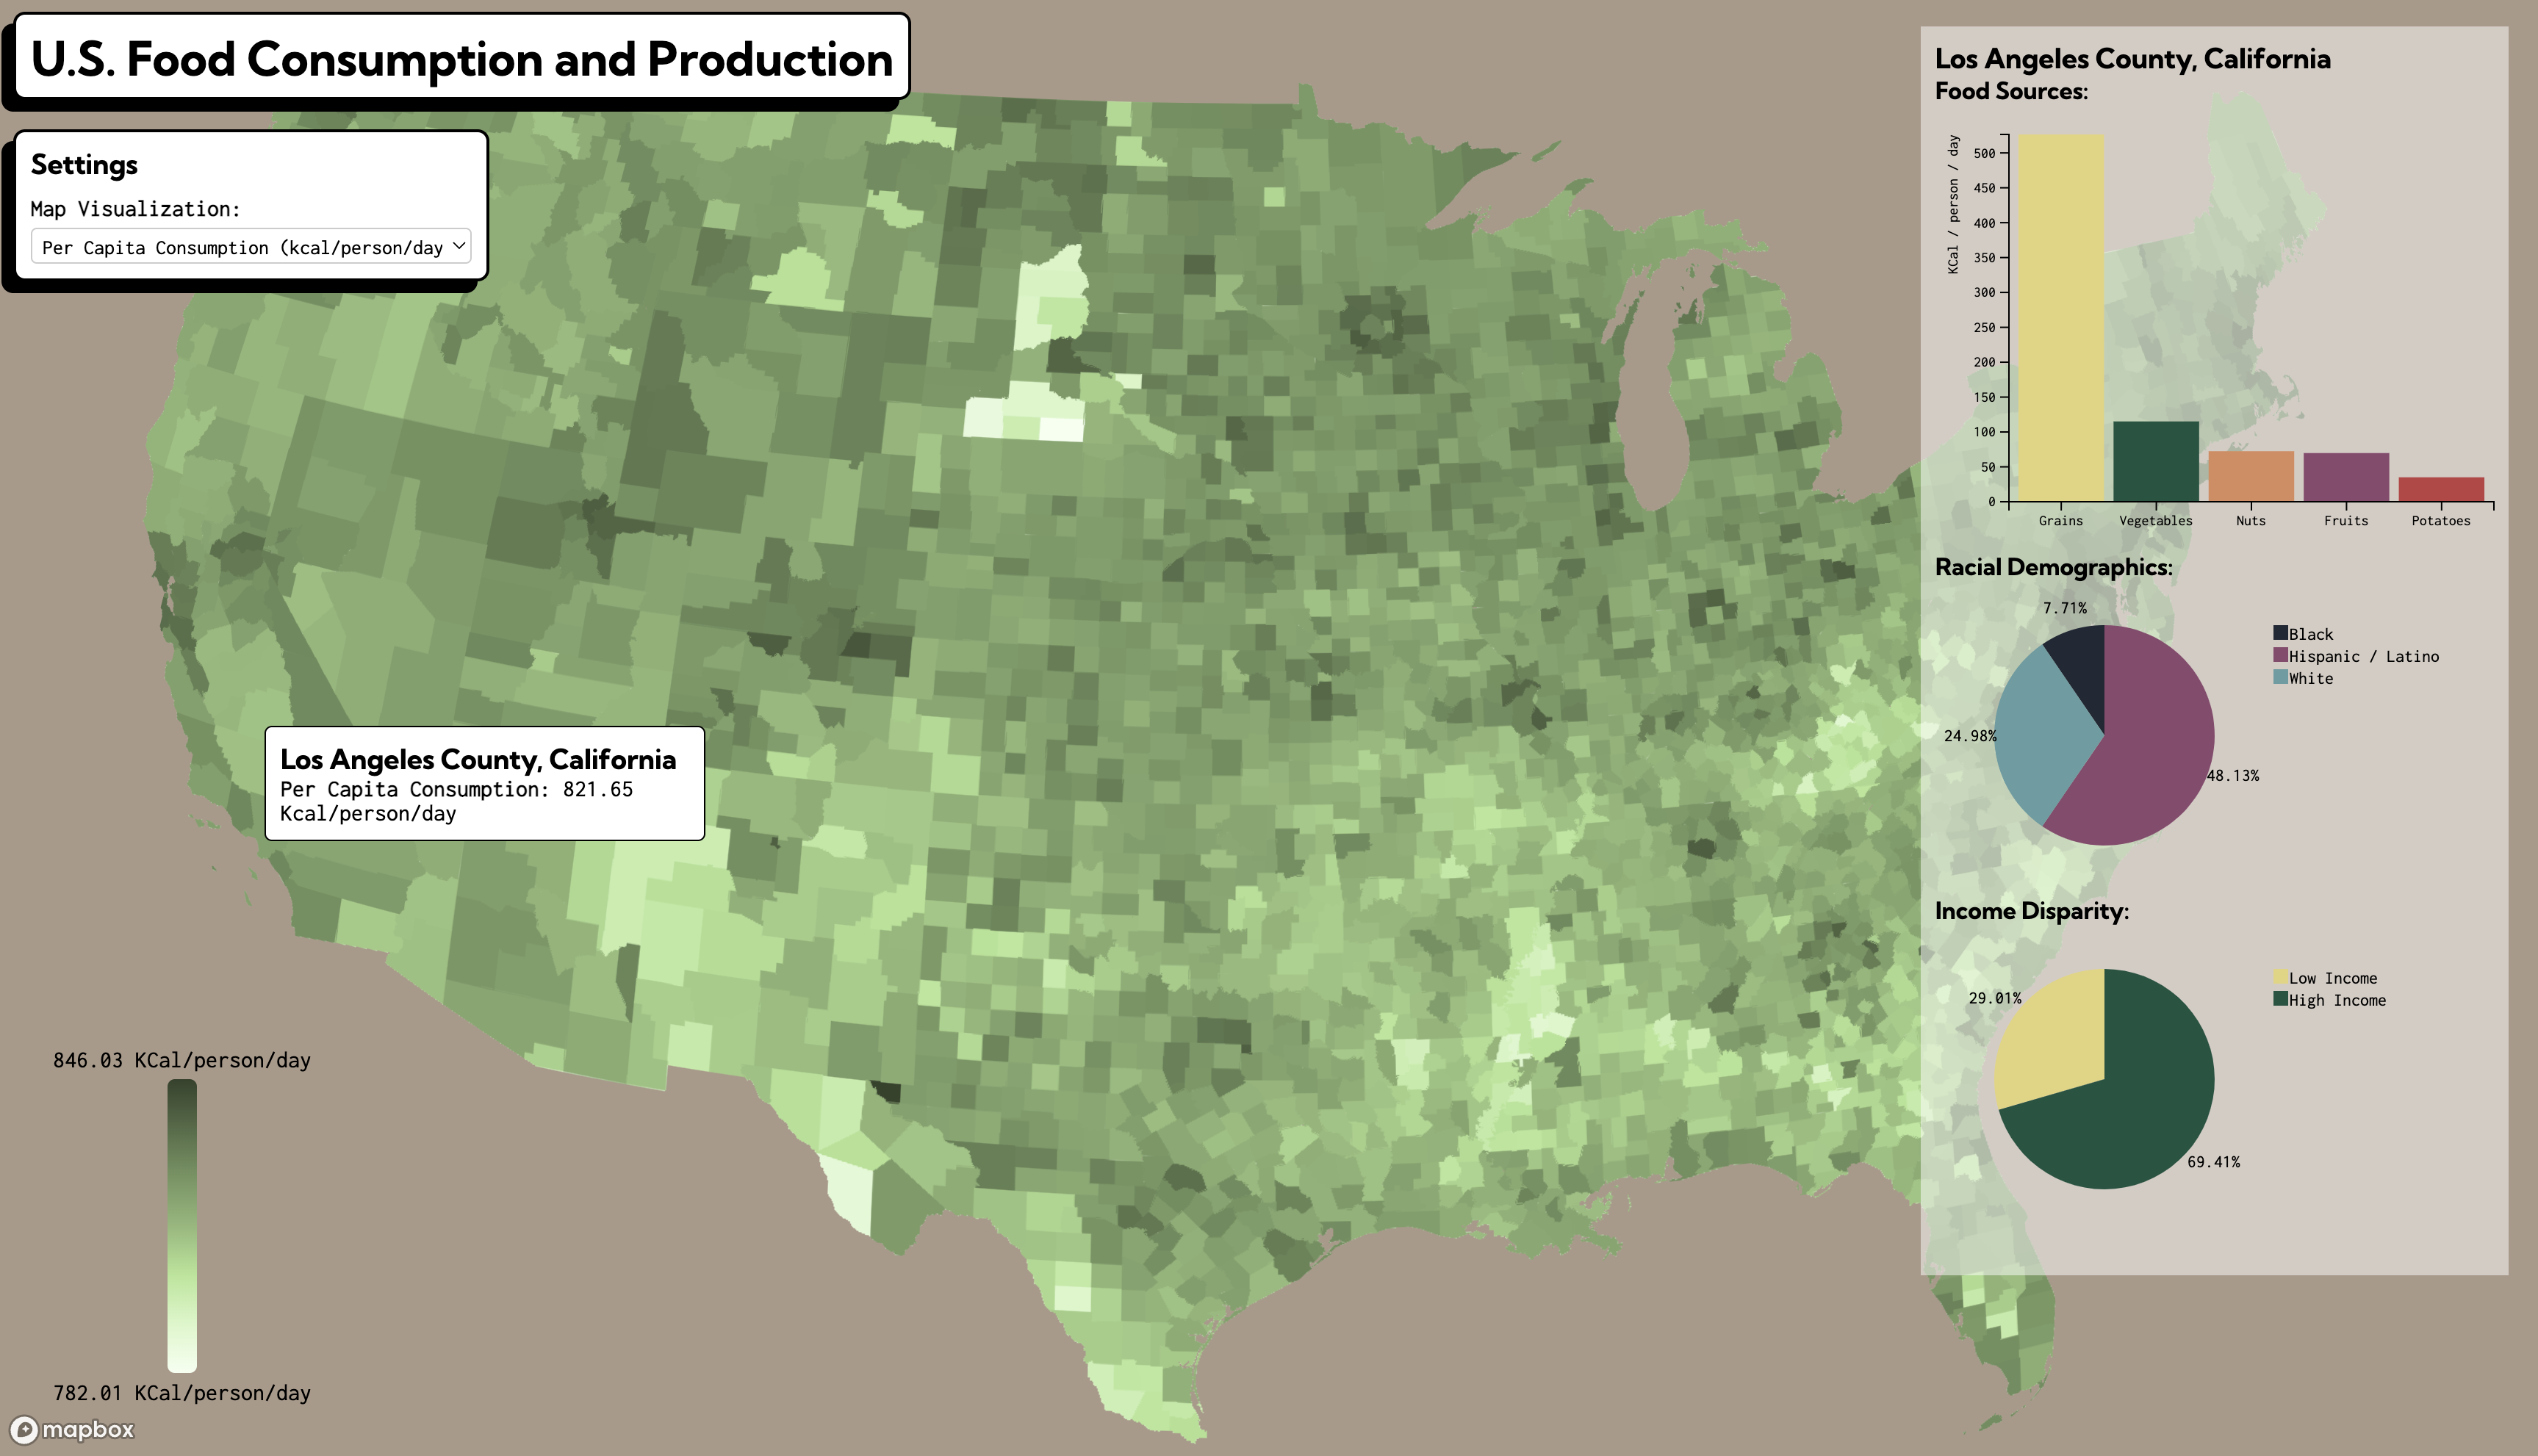 U.S. Food Consumption and Production
Settings
Map Visualization:
Per Capita Consumption (kcal/person/day
Los Angeles County, California
Per Capita Consumption: 821.65
Kcal/person/day
846.03 KCal/person/day
782.01 KCal/person/day
mapbox
Los Angeles County, California
Food Sources:
KCal / person / day
500
450
400
350
300
250
200
150
100
50
0
Grains Vegetables Nuts Fruits Potatoes
Racial Demographics:
7.71%
24.98%
48.13%
Black
Hispanic / Latino
White
Income Disparity:
29.01%
69.41%
Low Income
High Income